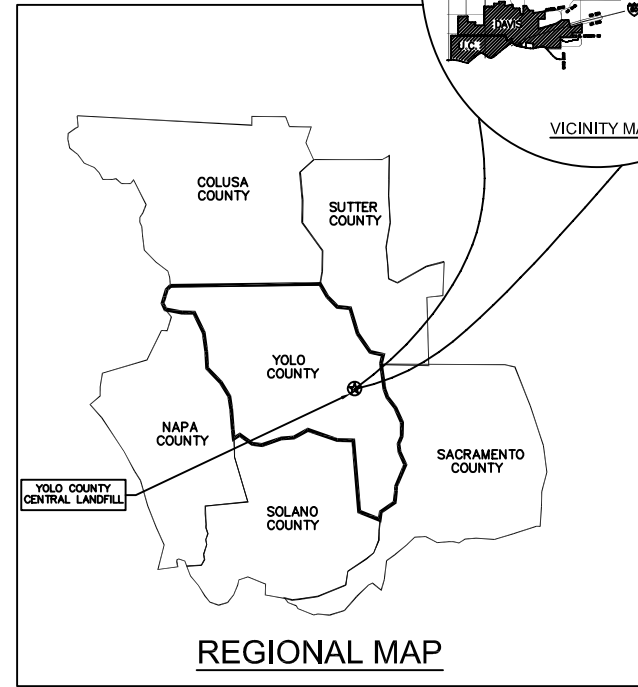 DAVIS
VICINITY
COLUSA
COUNTY
SUTTER
COUNTY
YOLO
COUNTY
NAPA
COUNTY
SACRAMENTO
COUNTY
YOLO COUNTY
CENTRAL LANDFILL
SOLANO
COUNTY
REGIONAL MAP